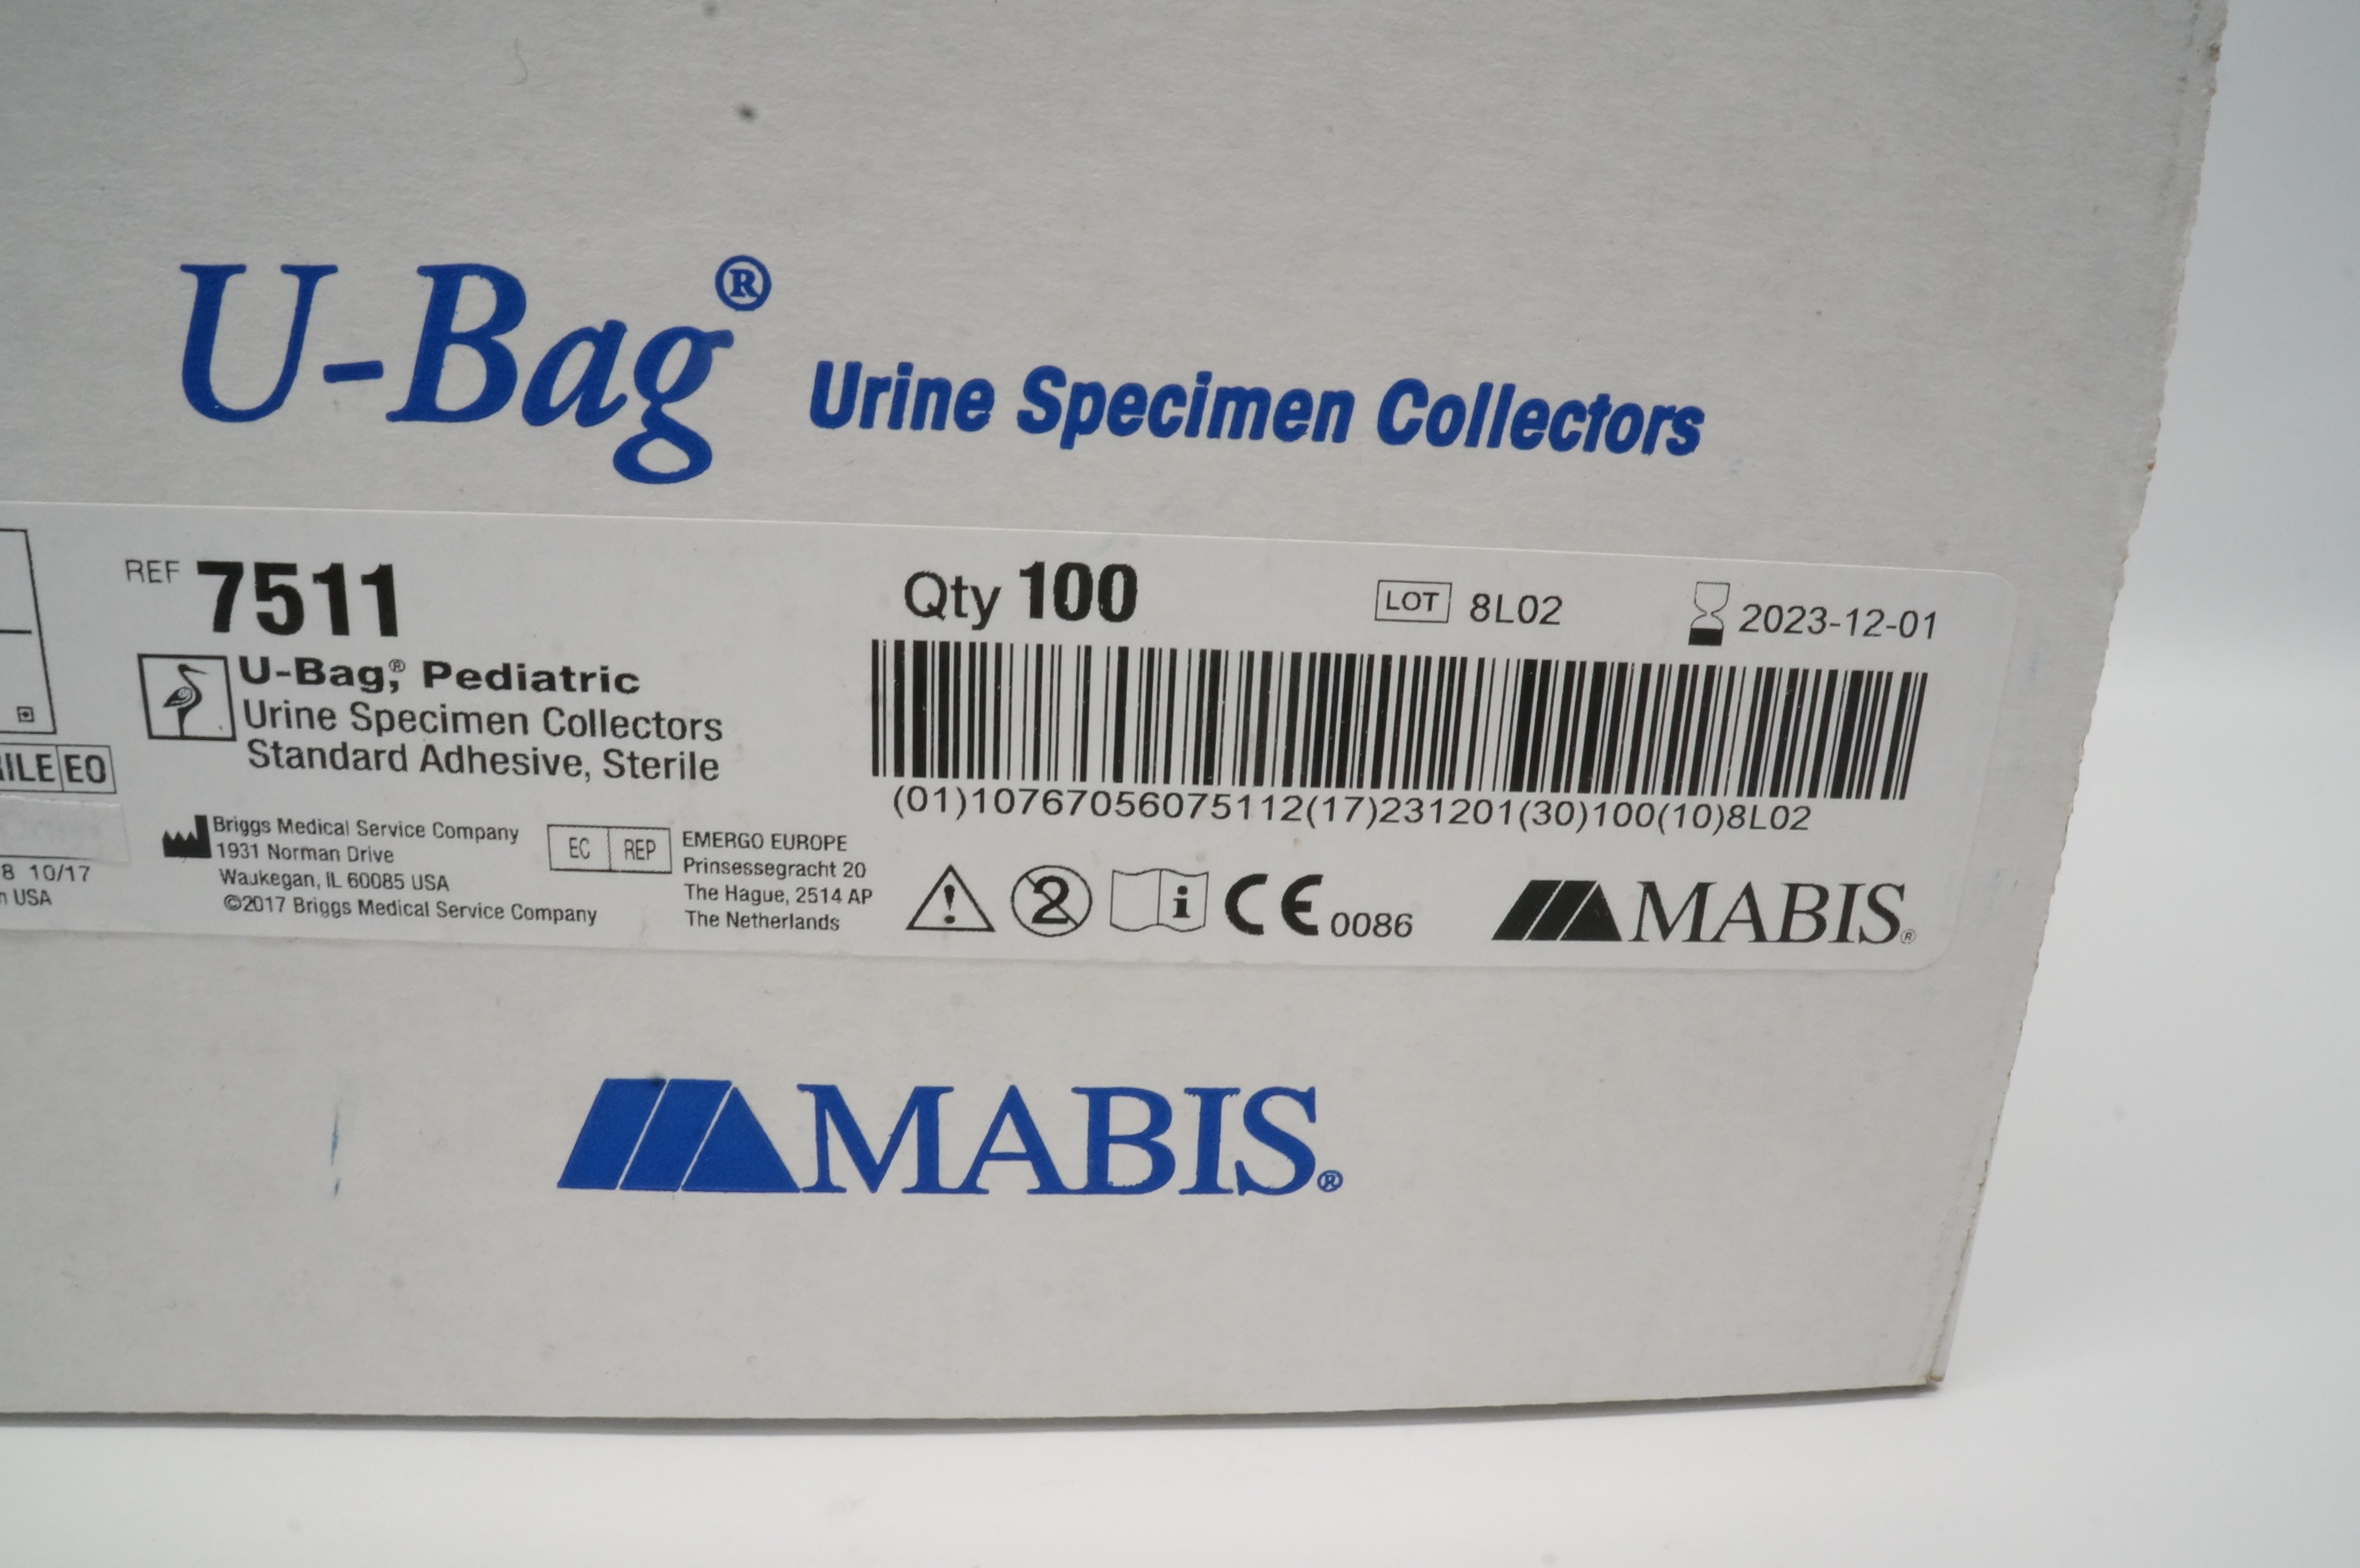 U-Bag®
Urine Specimen Collectors
REF 7511
Qty 100
LOT 8L02
2023-12-01
U-Bag®, Pediatric
Urine Specimen Collectors
Standard Adhesive, Sterile
EO
(01)10767056075112(17)231201(30)100(10)8L02
Briggs Medical Service Company
1931 Norman Drive
Waukegan, IL 60085 USA
©2017 Briggs Medical Service Company
EC REP
EMERGO EUROPE
Prinsessegracht 20
The Hague, 2514 AP
The Netherlands
8 10/17
USA
2
i
CE 0086
MABIS®
MABIS®